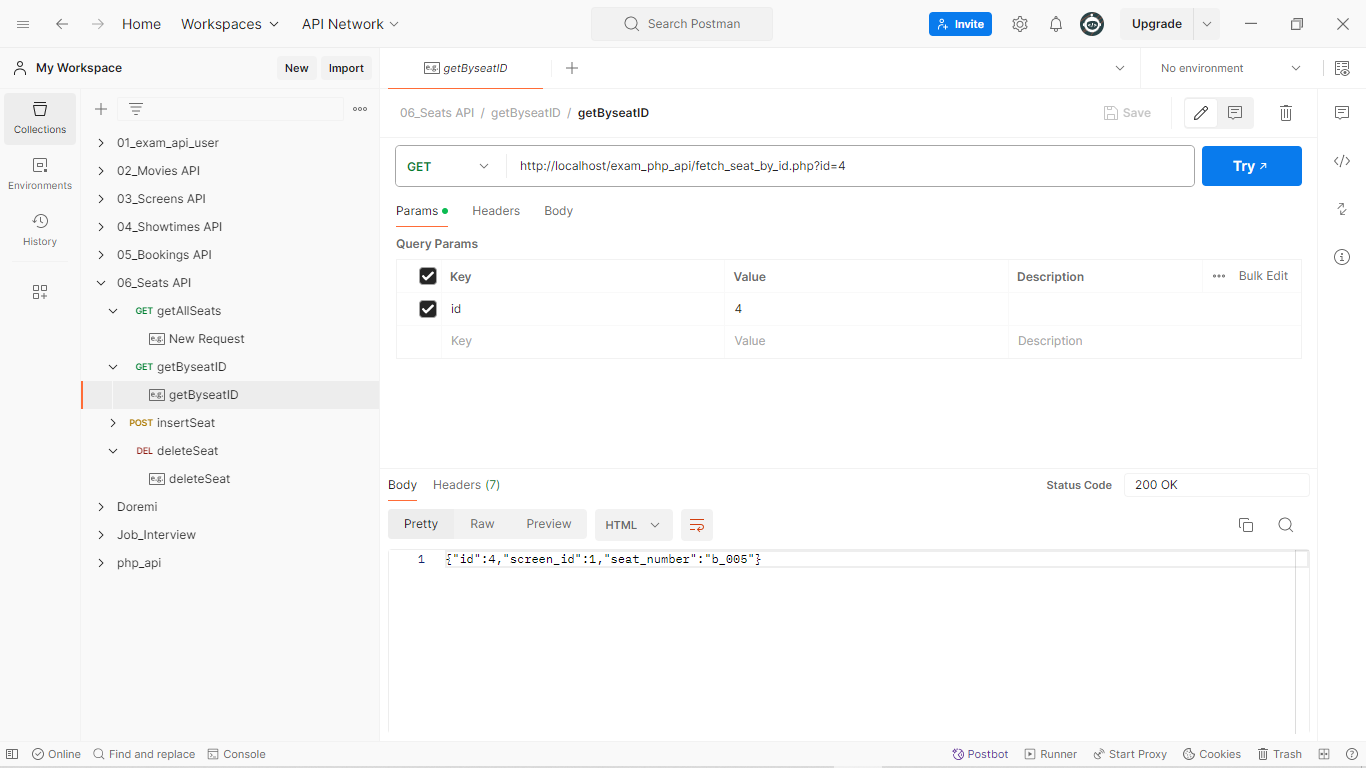 Home Workspaces API Network Search Postman Invite Upgrade
My Workspace New Import e.g. getByseatID No environment
Collections
Environments
History
01_exam_api_user
02_Movies API
03_Screens API
04_Showtimes API
05_Bookings API
06_Seats API
GET getAllSeats
e.g. New Request
GET getByseatID
e.g. getByseatID
POST insertSeat
DEL deleteSeat
e.g. deleteSeat
Doremi
Job_Interview
php_api
06_Seats API / getByseatID / getByseatID Save
GET http://localhost/exam_php_api/fetch_seat_by_id.php?id=4 Try
Params Headers Body
Query Params
Key Value Description Bulk Edit
id 4
Key Value Description
Body Headers (7) Status Code 200 OK
Pretty Raw Preview HTML
1 {"id":4,"screen_id":1,"seat_number":"b_005"}
Online Find and replace Console Postbot Runner Start Proxy Cookies Trash